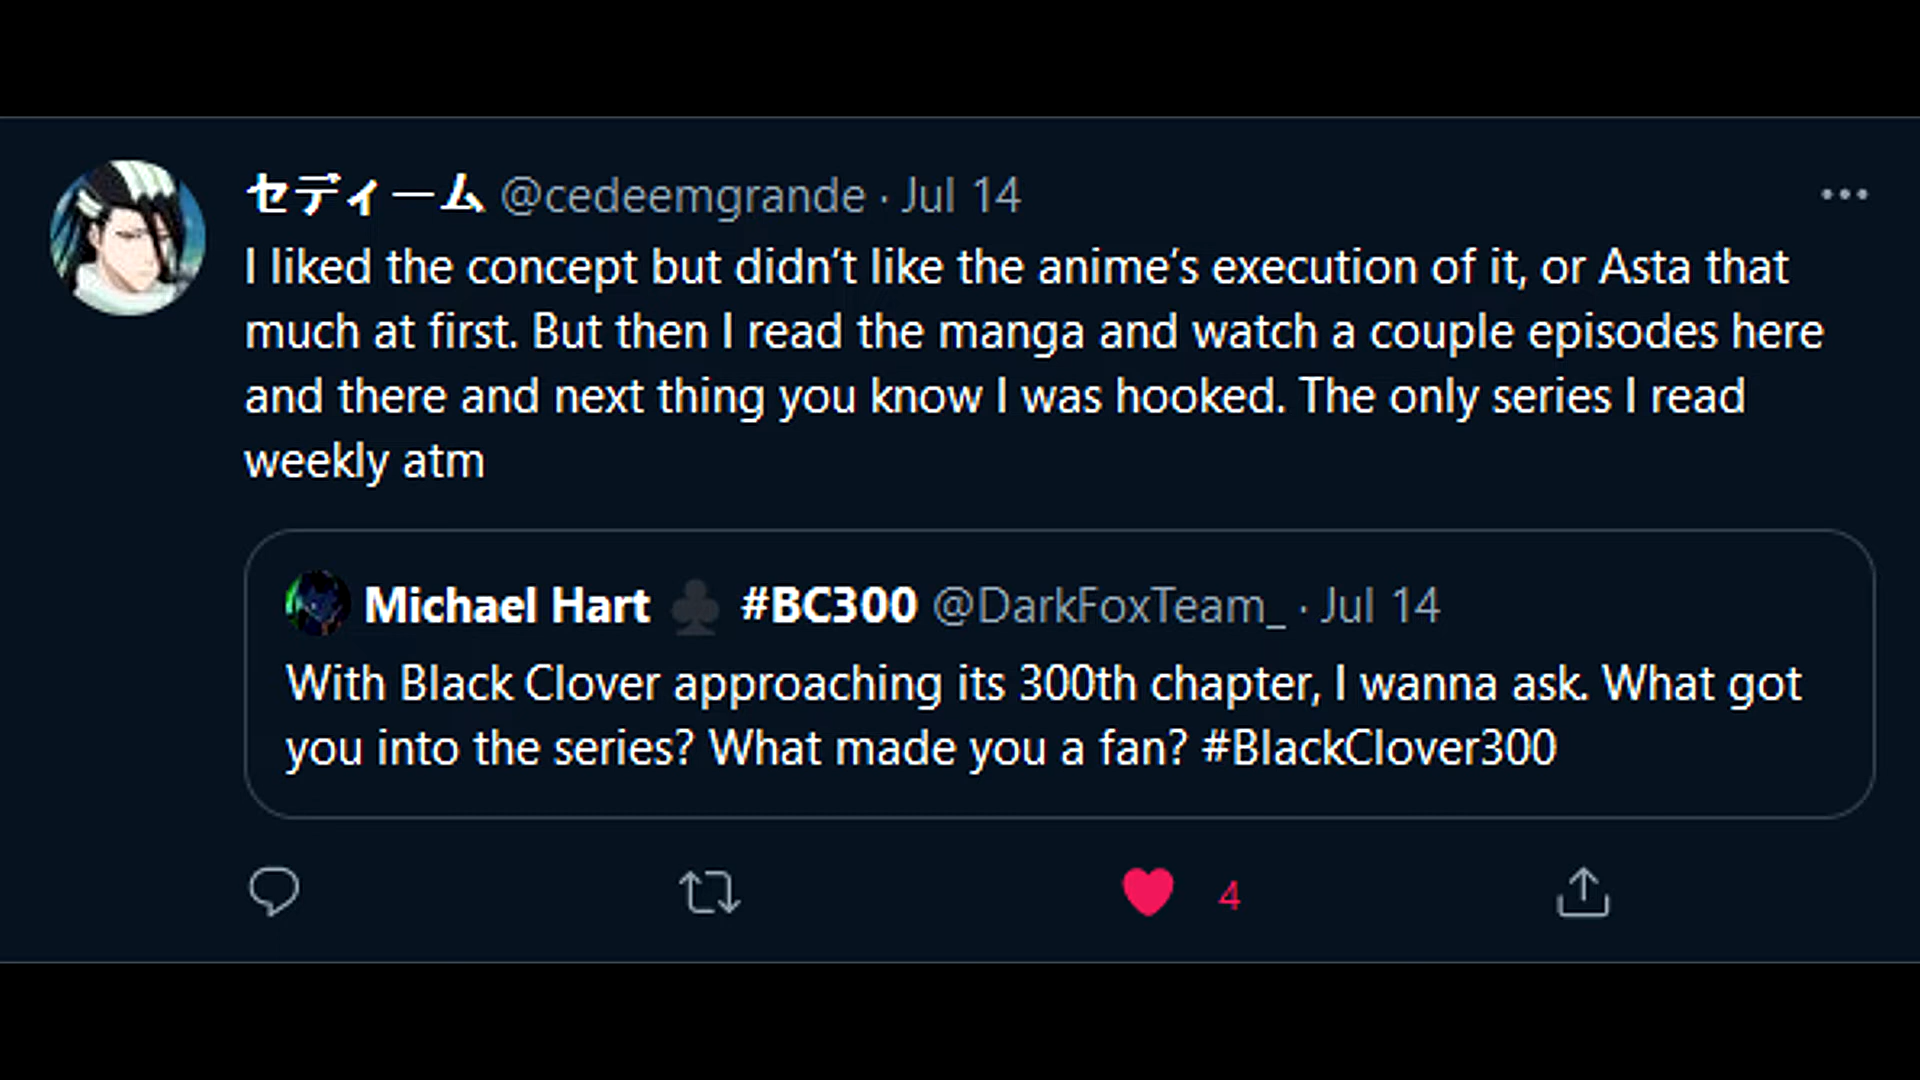 セディーム @cedeemgrande · Jul 14
I liked the concept but didn’t like the anime’s execution of it, or Asta that
much at first. But then I read the manga and watch a couple episodes here
and there and next thing you know I was hooked. The only series I read
weekly atm
Michael Hart ♣ #BC300 @DarkFoxTeam_ · Jul 14
With Black Clover approaching its 300th chapter, I wanna ask. What got
you into the series? What made you a fan? #BlackClover300
4